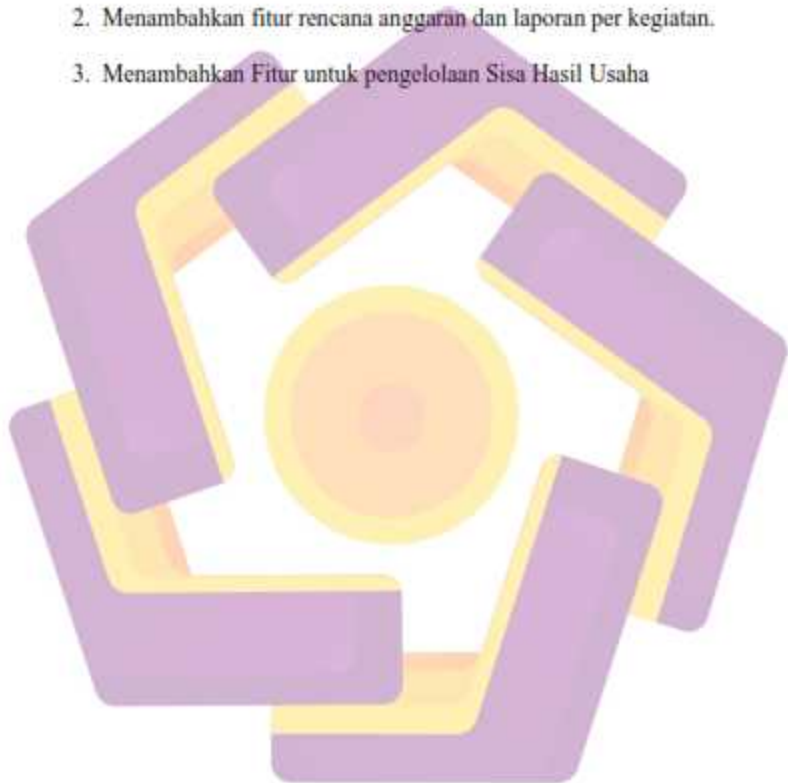 2. Menambahkan fitur rencana anggaran dan laporan per kegiatan.
3. Menambahkan Fitur untuk pengelolaan Sisa Hasil Usaha